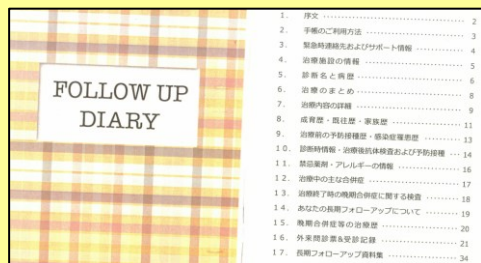 FOLLOW UP
DIARY
1. 序文 ………… 2
2. 手帳のご利用方法 ………… 3
3. 緊急時連絡先およびサポート情報 ………… 4
4. 治療施設の情報 ………… 5
5. 診断名と病歴 ………… 6
6. 治療のまとめ ………… 8
7. 治療内容の詳細 ………… 9
8. 成育歴・既往歴・家族歴 ………… 11
9. 治療前の予防接種歴・感染症罹患歴 ………… 13
10. 診断時情報・治療後抗体検査および予防接種 … 14
11. 禁忌薬剤・アレルギーの情報 ………… 16
12. 治療中の主な合併症 ………… 17
13. 治療終了時の晩期合併症に関する検査 ………… 18
14. あなたの長期フォローアップについて ………… 19
15. 晩期合併症等の治療歴 ………… 20
16. 外来問診票&受診記録 ………… 21
17. 長期フォローアップ資料集 ………… 34